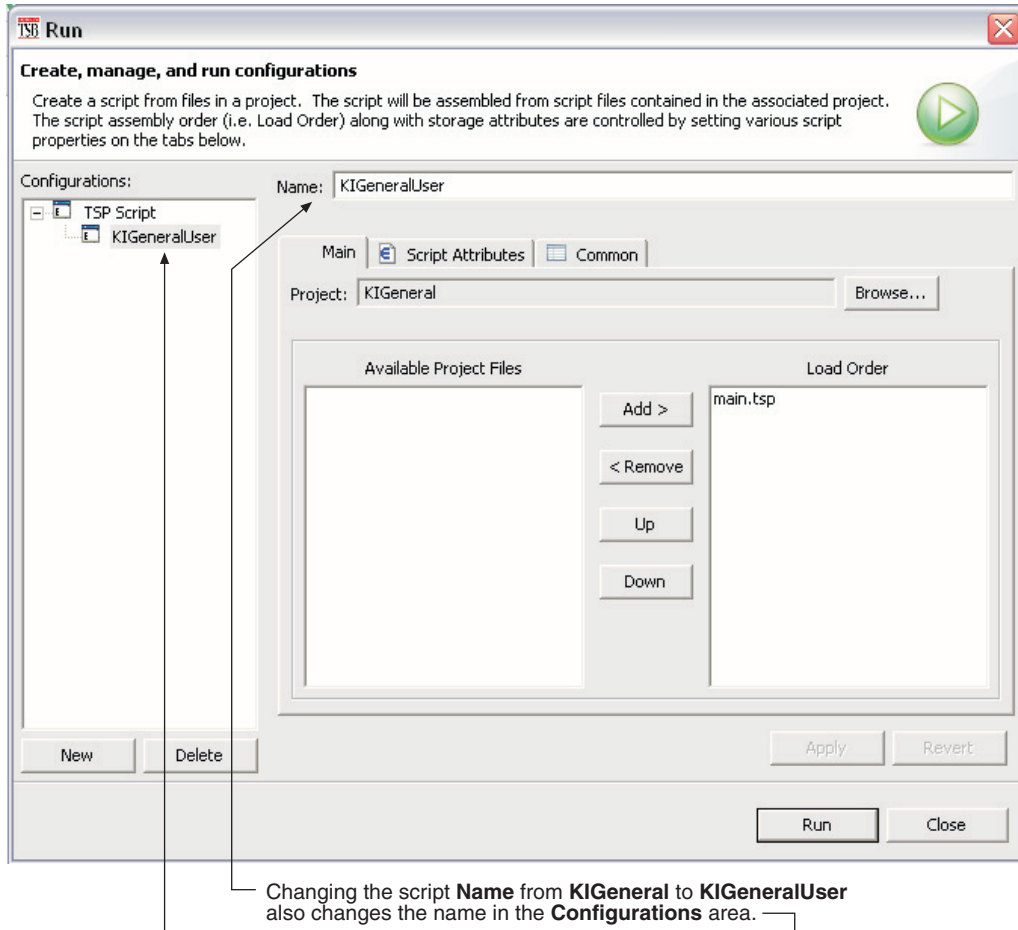 TSB Run
Create, manage, and run configurations
Create a script from files in a project. The script will be assembled from script files contained in the associated project.
The script assembly order (i.e. Load Order) along with storage attributes are controlled by setting various script
properties on the tabs below.
Configurations:
TSP Script
KIGeneralUser
Name: KIGeneralUser
Main Script Attributes Common
Project: KIGeneral Browse...
Available Project Files
Load Order
main.tsp
Add >
< Remove
Up
Down
New Delete
Apply Revert
Run Close
Changing the script Name from KIGeneral to KIGeneralUser
also changes the name in the Configurations area.